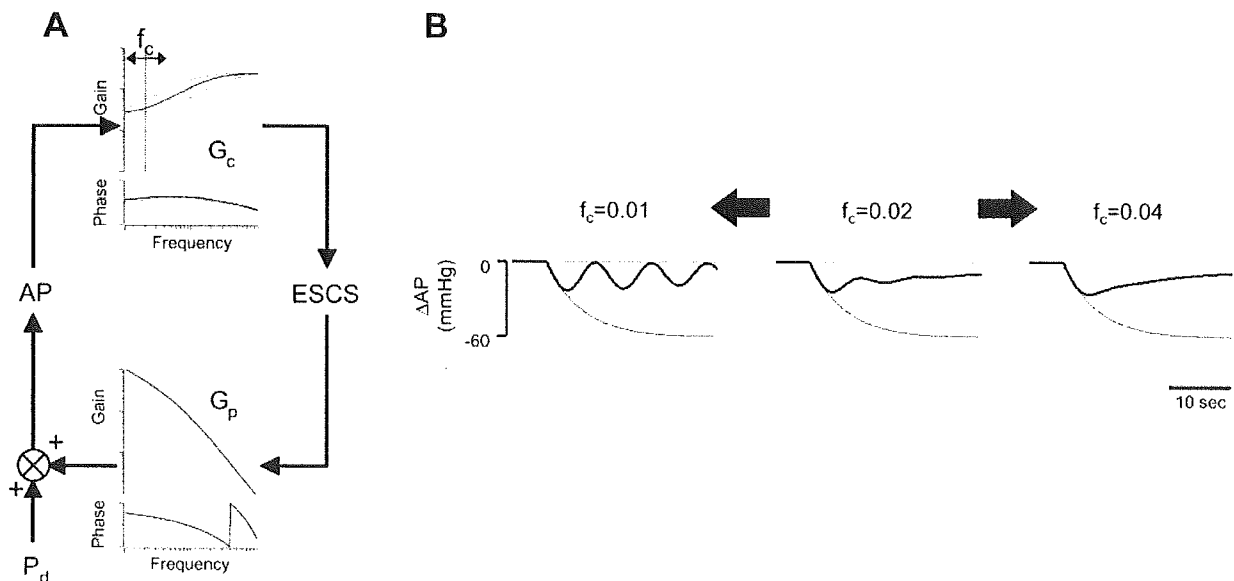 A
f_c
Gain
G_c
Phase
Frequency
AP
ESCS
Gain
G_p
+
+
Phase
Frequency
P_d
B
f_c=0.01
f_c=0.02
f_c=0.04
0
-60
ΔAP
(mmHg)
10 sec